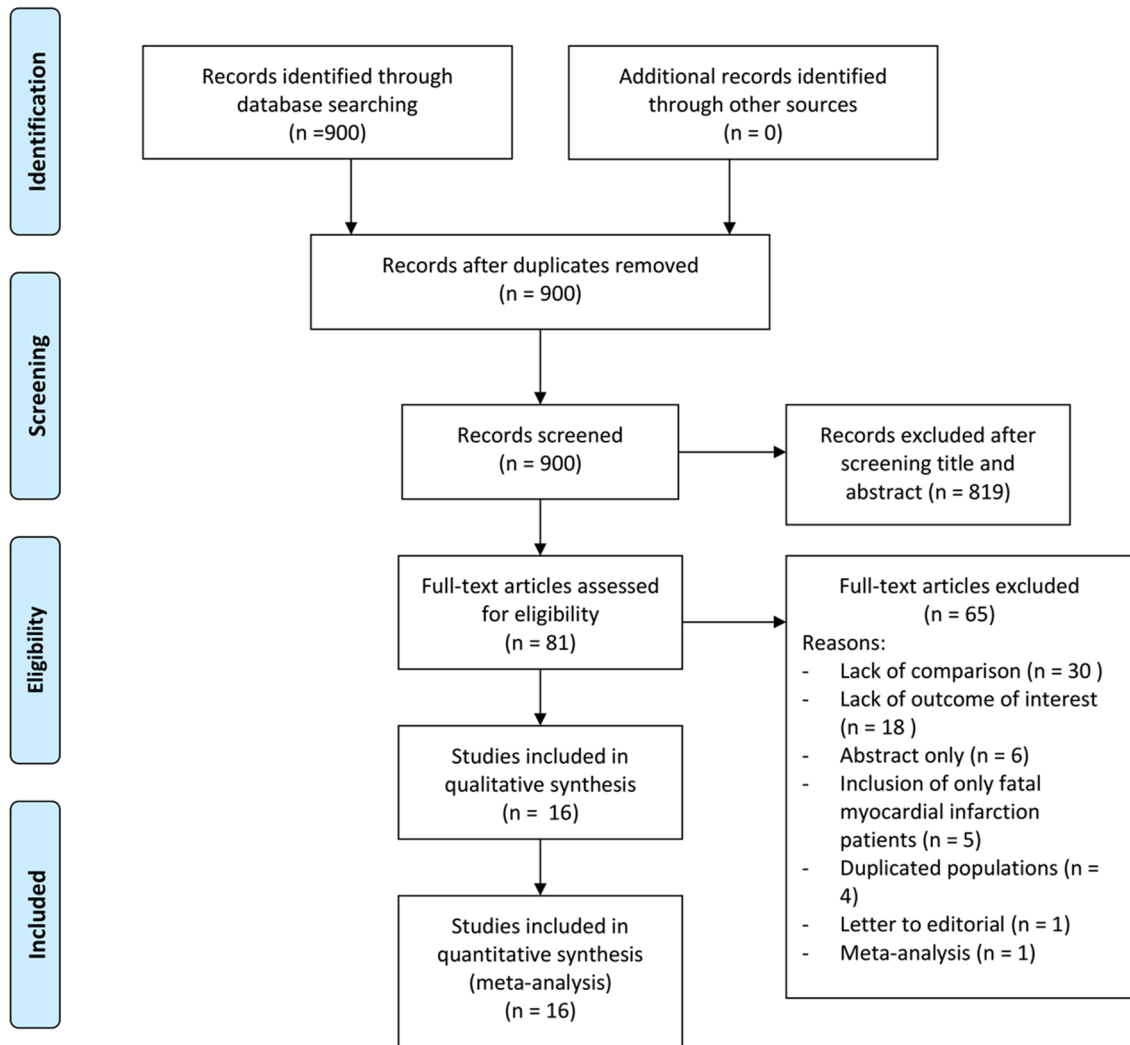 Identification
Records identified through
database searching
(n =900)
Additional records identified
through other sources
(n = 0)
Records after duplicates removed
(n = 900)
Screening
Records screened
(n = 900)
Records excluded after
screening title and
abstract (n = 819)
Eligibility
Full-text articles assessed
for eligibility
(n = 81)
Full-text articles excluded
(n = 65)
Reasons:
- Lack of comparison (n = 30 )
- Lack of outcome of interest
(n = 18 )
- Abstract only (n = 6)
- Inclusion of only fatal
myocardial infarction
patients (n = 5)
- Duplicated populations (n =
4)
- Letter to editorial (n = 1)
- Meta-analysis (n = 1)
Studies included in
qualitative synthesis
(n =  16)
Included
Studies included in
quantitative synthesis
(meta-analysis)
(n = 16)